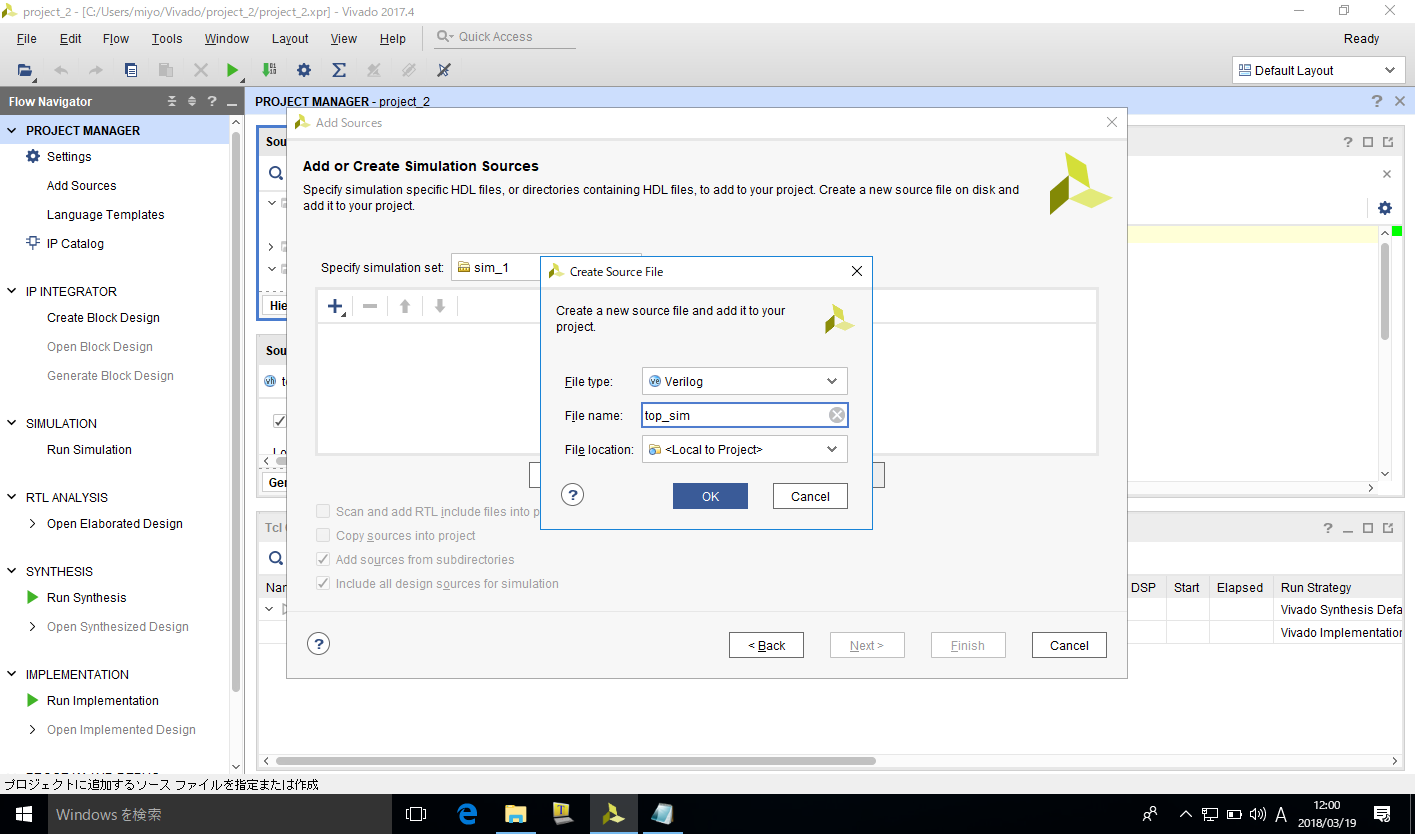 project_2 - [C:/Users/miyo/Vivado/project_2/project_2.xpr] - Vivado 2017.4
File Edit Flow Tools Window Layout View Help Quick Access Ready
Default Layout
Flow Navigator
PROJECT MANAGER - project_2
PROJECT MANAGER
Settings
Add Sources
Language Templates
IP Catalog
IP INTEGRATOR
Create Block Design
Open Block Design
Generate Block Design
SIMULATION
Run Simulation
RTL ANALYSIS
Open Elaborated Design
SYNTHESIS
Run Synthesis
Open Synthesized Design
IMPLEMENTATION
Run Implementation
Open Implemented Design
Add Sources
Add or Create Simulation Sources
Specify simulation specific HDL files, or directories containing HDL files, to add to your project. Create a new source file on disk and
add it to your project.
Specify simulation set: sim_1
Create Source File
Create a new source file and add it to your
project.
File type: Verilog
File name: top_sim
File location: <Local to Project>
? OK Cancel
Scan and add RTL include files into p
Copy sources into project
Add sources from subdirectories
Include all design sources for simulation
? < Back Next > Finish Cancel
DSP Start Elapsed Run Strategy
Vivado Synthesis Defa
Vivado Implementation
プロジェクトに追加するソース ファイルを指定または作成
Windows を検索
A
12:00
2018/03/19